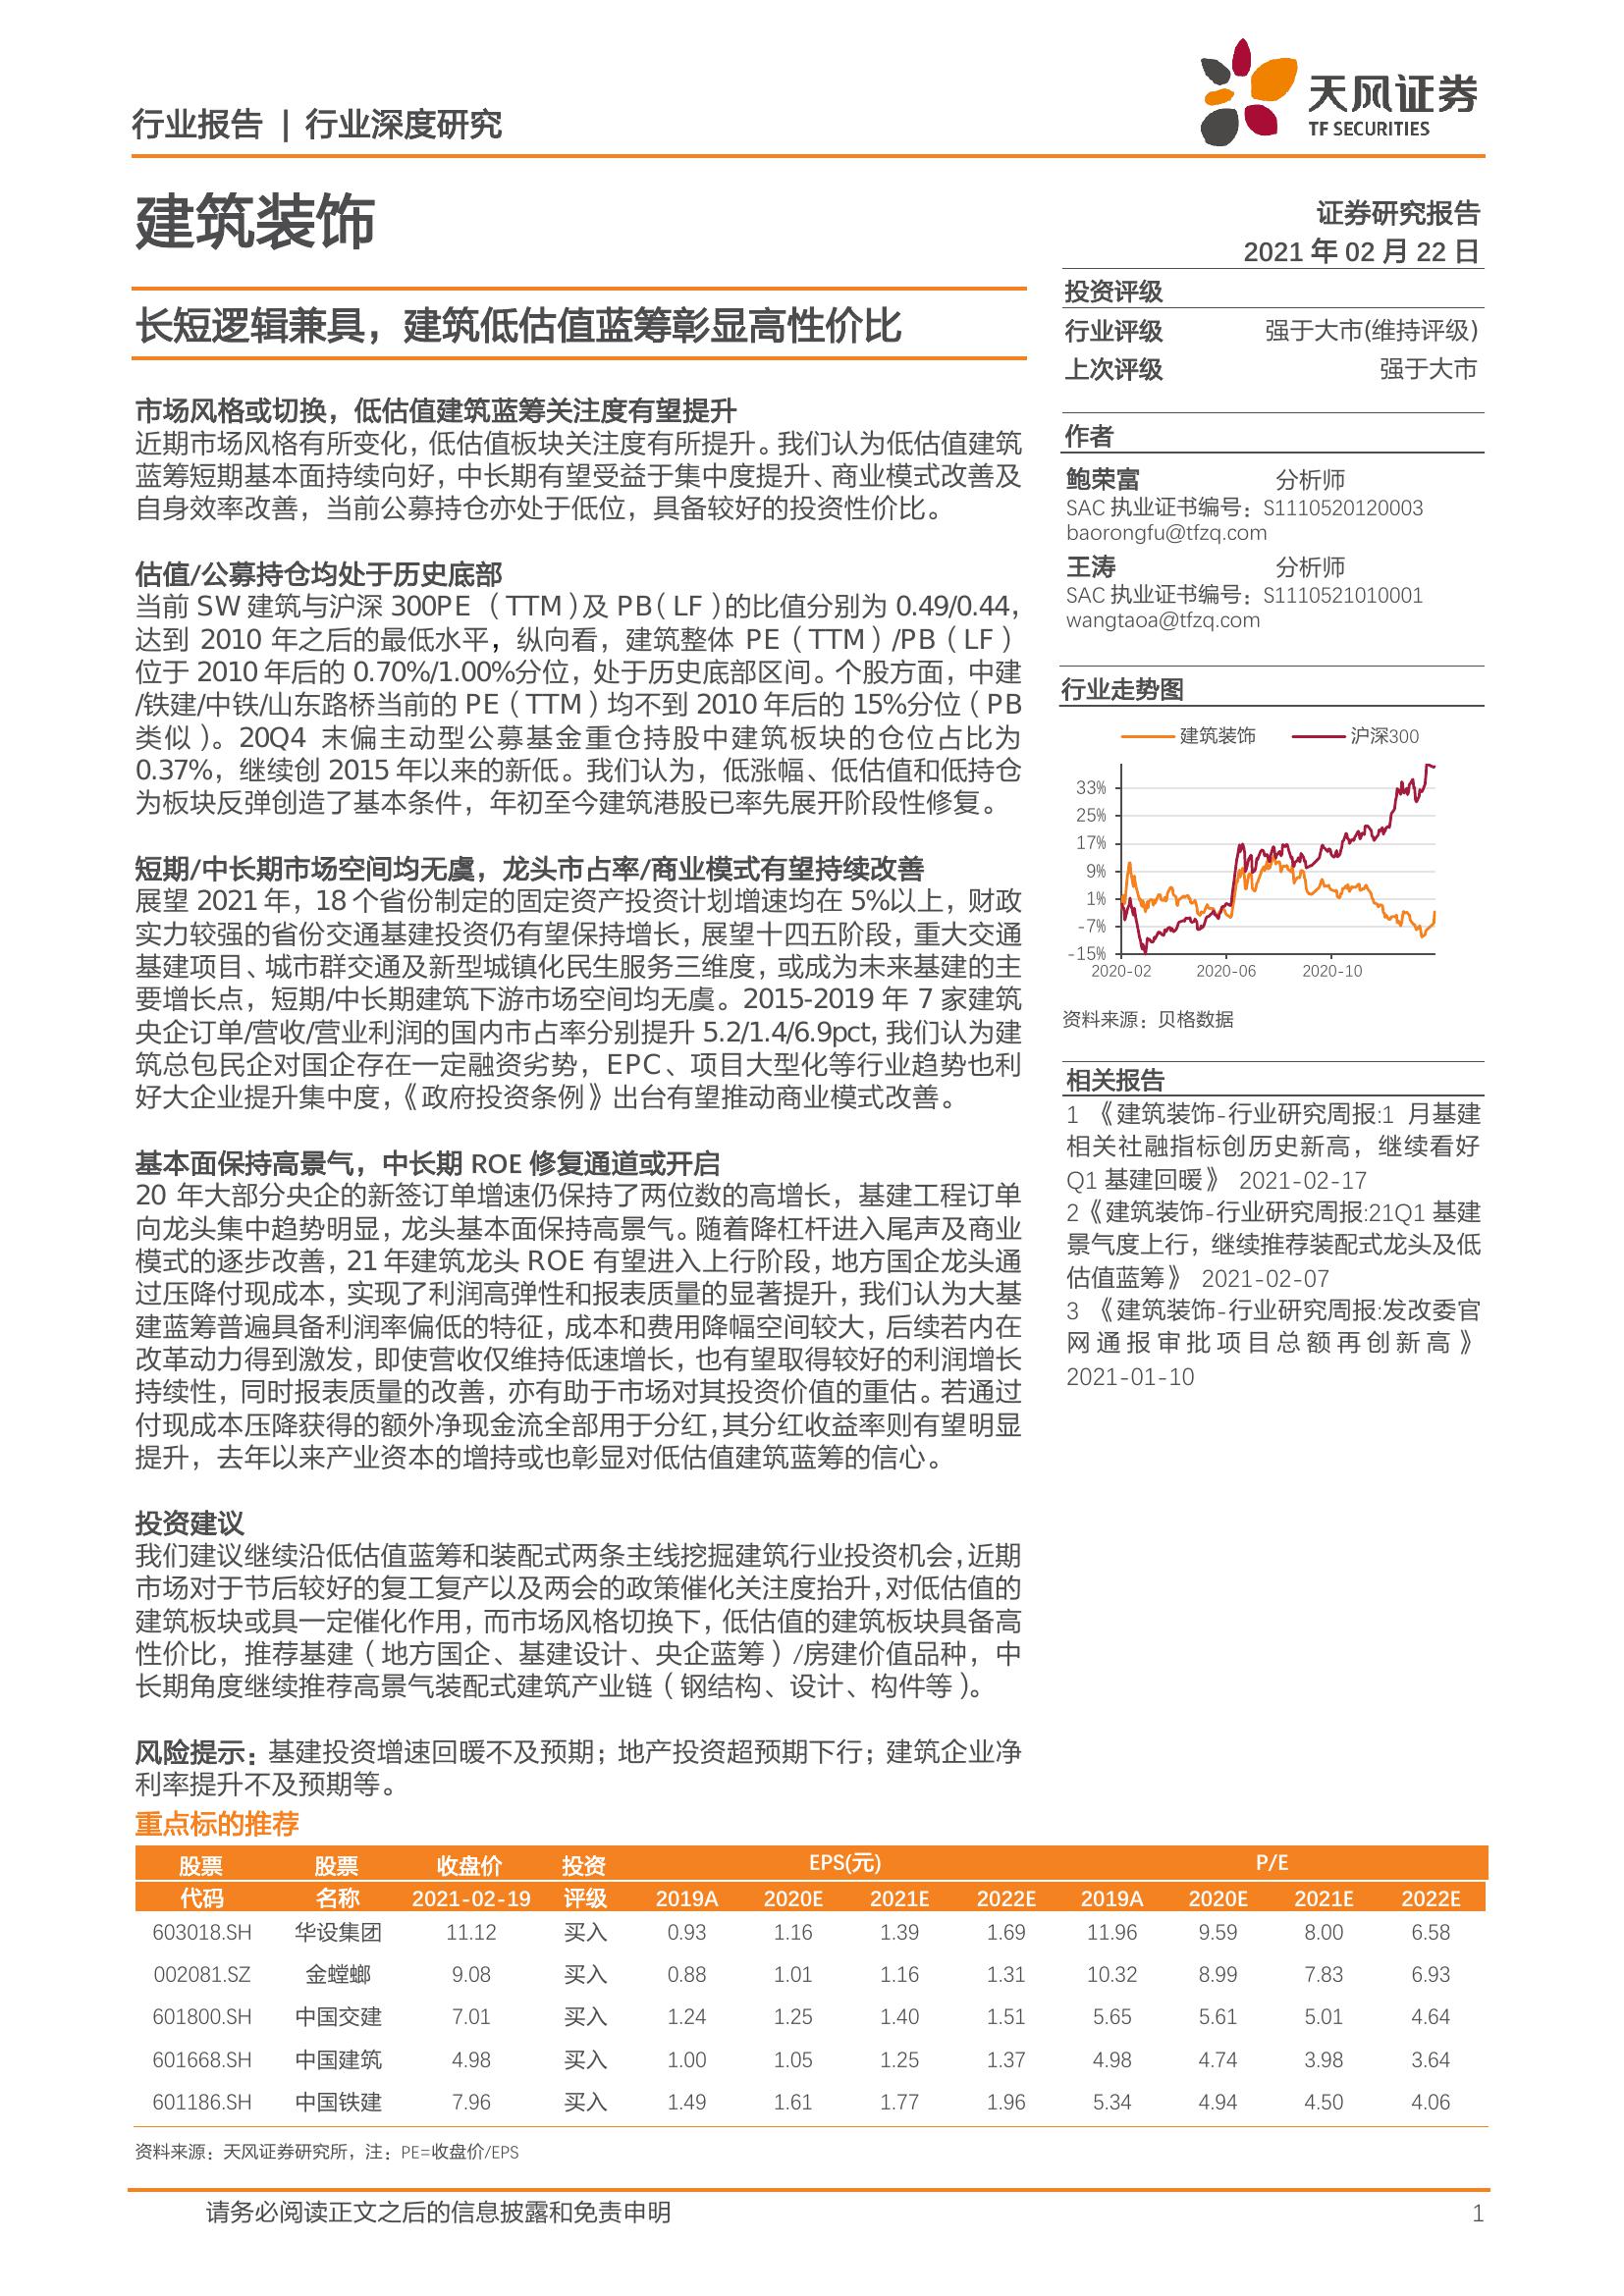 行业报告 | 行业深度研究
天风证券
TF SECURITIES
建筑装饰
证券研究报告
2021 年 02 月 22 日
长短逻辑兼具，建筑低估值蓝筹彰显高性价比
市场风格或切换，低估值建筑蓝筹关注度有望提升
近期市场风格有所变化，低估值板块关注度有所提升。我们认为低估值建筑
蓝筹短期基本面持续向好，中长期有望受益于集中度提升、商业模式改善及
自身效率改善，当前公募持仓亦处于低位，具备较好的投资性价比。
估值/公募持仓均处于历史底部
当前 SW 建筑与沪深 300PE（TTM）及 PB（LF）的比值分别为 0.49/0.44，
达到 2010 年之后的最低水平，纵向看，建筑整体 PE（TTM）/PB（LF）
位于 2010 年后的 0.70%/1.00%分位，处于历史底部区间。个股方面，中建
/铁建/中铁/山东路桥当前的 PE（TTM）均不到 2010 年后的 15%分位（PB
类似）。20Q4 末偏主动型公募基金重仓持股中建筑板块的仓位占比为
0.37%，继续创 2015 年以来的新低。我们认为，低涨幅、低估值和低持仓
为板块反弹创造了基本条件，年初至今建筑港股已率先展开阶段性修复。
短期/中长期市场空间均无虞，龙头市占率/商业模式有望持续改善
展望 2021 年，18 个省份制定的固定资产投资计划增速均在 5%以上，财政
实力较强的省份交通基建投资仍有望保持增长，展望十四五阶段，重大交通
基建项目、城市群交通及新型城镇化民生服务三维度，或成为未来基建的主
要增长点，短期/中长期建筑下游市场空间均无虞。2015-2019 年 7 家建筑
央企订单/营收/营业利润的国内市占率分别提升 5.2/1.4/6.9pct，我们认为建
筑总包民企对国企存在一定融资劣势，EPC、项目大型化等行业趋势也利
好大企业提升集中度，《政府投资条例》出台有望推动商业模式改善。
基本面保持高景气，中长期 ROE 修复通道或开启
20 年大部分央企的新签订单增速仍保持了两位数的高增长，基建工程订单
向龙头集中趋势明显，龙头基本面保持高景气。随着降杠杆进入尾声及商业
模式的逐步改善，21 年建筑龙头 ROE 有望进入上行阶段，地方国企龙头通
过压降付现成本，实现了利润高弹性和报表质量的显著提升，我们认为大基
建蓝筹普遍具备利润率偏低的特征，成本和费用降幅空间较大，后续若内在
改革动力得到激发，即使营收仅维持低速增长，也有望取得较好的利润增长
持续性，同时报表质量的改善，亦有助于市场对其投资价值的重估。若通过
付现成本压降获得的额外净现金流全部用于分红，其分红收益率则有望明显
提升，去年以来产业资本的增持或也彰显对低估值建筑蓝筹的信心。
投资建议
我们建议继续沿低估值蓝筹和装配式两条主线挖掘建筑行业投资机会，近期
市场对于节后较好的复工复产以及两会的政策催化关注度抬升，对低估值的
建筑板块或具一定催化作用，而市场风格切换下，低估值的建筑板块具备高
性价比，推荐基建（地方国企、基建设计、央企蓝筹）/房建价值品种，中
长期角度继续推荐高景气装配式建筑产业链（钢结构、设计、构件等）。
风险提示：基建投资增速回暖不及预期；地产投资超预期下行；建筑企业净
利率提升不及预期等。
投资评级
行业评级 强于大市(维持评级)
上次评级 强于大市
作者
鲍荣富 分析师
SAC 执业证书编号：S1110520120003
baorongfu@tfzq.com
王涛 分析师
SAC 执业证书编号：S1110521010001
wangtaoa@tfzq.com
行业走势图
建筑装饰 沪深300
33%
25%
17%
9%
1%
-7%
-15%
2020-02 2020-06 2020-10
资料来源：贝格数据
相关报告
1 《建筑装饰-行业研究周报:1 月基建
相关社融指标创历史新高，继续看好
Q1 基建回暖》 2021-02-17
2《建筑装饰-行业研究周报:21Q1 基建
景气度上行，继续推荐装配式龙头及低
估值蓝筹》 2021-02-07
3 《建筑装饰-行业研究周报:发改委官
网通报审批项目总额再创新高》
2021-01-10
重点标的推荐
股票 股票 收盘价 投资 EPS(元) P/E
代码 名称 2021-02-19 评级 2019A 2020E 2021E 2022E 2019A 2020E 2021E 2022E
603018.SH 华设集团 11.12 买入 0.93 1.16 1.39 1.69 11.96 9.59 8.00 6.58
002081.SZ 金螳螂 9.08 买入 0.88 1.01 1.16 1.31 10.32 8.99 7.83 6.93
601800.SH 中国交建 7.01 买入 1.24 1.25 1.40 1.51 5.65 5.61 5.01 4.64
601668.SH 中国建筑 4.98 买入 1.00 1.05 1.25 1.37 4.98 4.74 3.98 3.64
601186.SH 中国铁建 7.96 买入 1.49 1.61 1.77 1.96 5.34 4.94 4.50 4.06
资料来源：天风证券研究所，注：PE=收盘价/EPS
请务必阅读正文之后的信息披露和免责申明 1